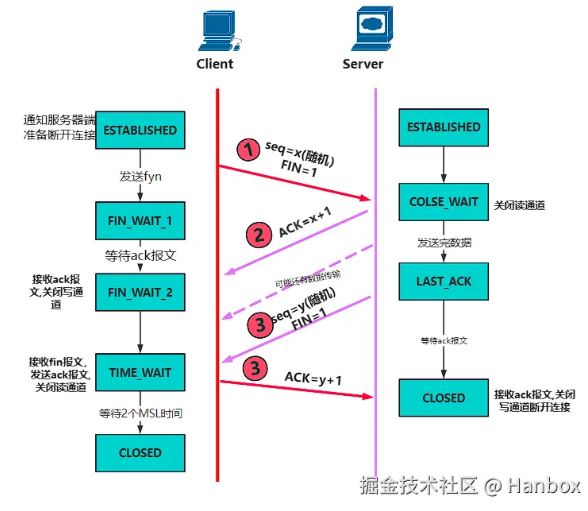 Client
Server
通知服务器端
准备断开连接
ESTABLISHED
ESTABLISHED
1
seq=x(随机)
FIN=1
发送fyn
COLSE_WAIT
关闭读通道
FIN_WAIT_1
2
ACK=x+1
发送完数据
等待ack报文
接收ack报
文,关闭写通
道
FIN_WAIT_2
可能还有数据传输
LAST_ACK
3
seq=y(随机)
FIN=1
等待ack报文
接收fin报文，
发送ack报文,
关闭读通道
TIME_WAIT
3
ACK=y+1
CLOSED
接收ack报文,关闭
写通道断开连接
等待2个MSL时间
CLOSED
掘金技术社区 @ Hanbox